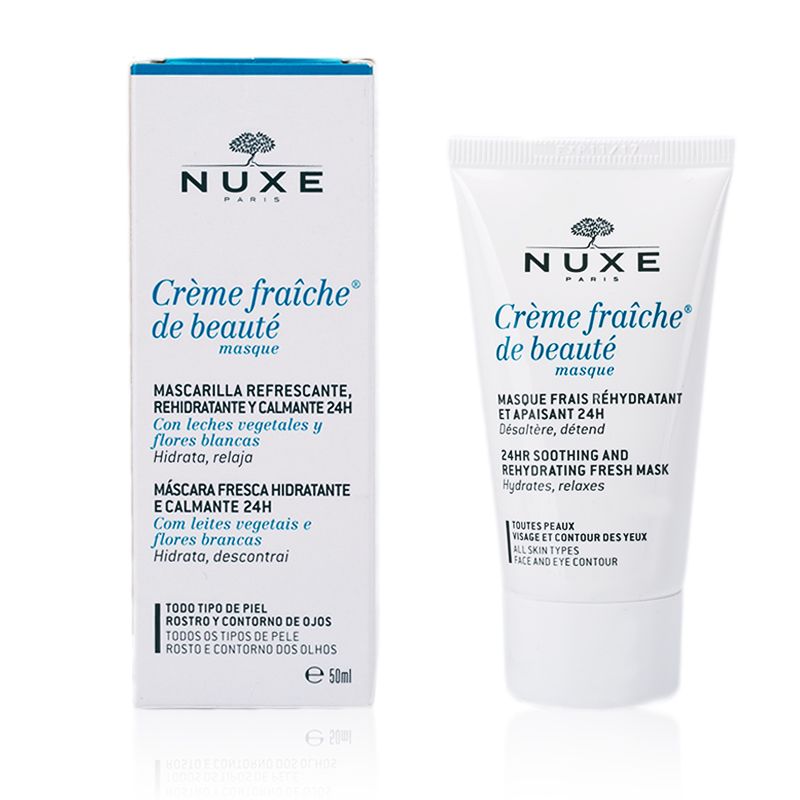 NUXE
PARIS
Crème fraîche®
de beauté
masque
MASCARILLA REFRESCANTE,
REHIDRATANTE Y CALMANTE 24H
Con leches vegetales y
flores blancas
Hidrata, relaja
MÁSCARA FRESCA HIDRATANTE
E CALMANTE 24H
Com leites vegetais e
flores brancas
Hidrata, descontrai
TODO TIPO DE PIEL
ROSTRO Y CONTORNO DE OJOS
TODOS OS TIPOS DE PELE
ROSTO E CONTORNO DOS OLHOS
℮ 50ml
NUXE
PARIS
Crème fraîche®
de beauté
masque
MASQUE FRAIS RÉHYDRATANT
ET APAISANT 24H
Désaltère, détend
24HR SOOTHING AND
REHYDRATING FRESH MASK
Hydrates, relaxes
TOUTES PEAUX
VISAGE ET CONTOUR DES YEUX
ALL SKIN TYPES
FACE AND EYE CONTOUR